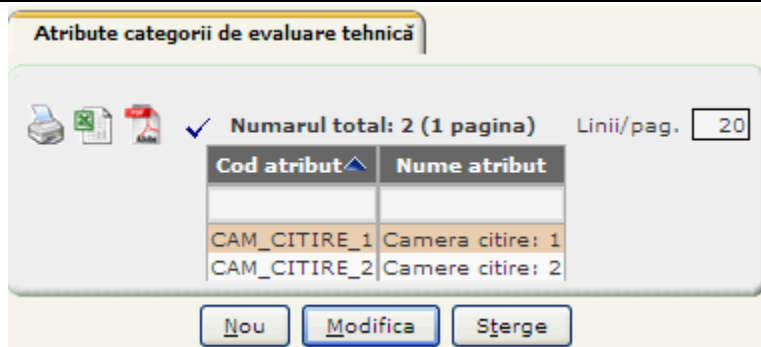 Atribute categorii de evaluare tehnică
Numarul total: 2 (1 pagina) Linii/pag. 20
Cod atribut Nume atribut
CAM_CITIRE_1 Camera citire: 1
CAM_CITIRE_2 Camere citire: 2
Nou Modifica Sterge